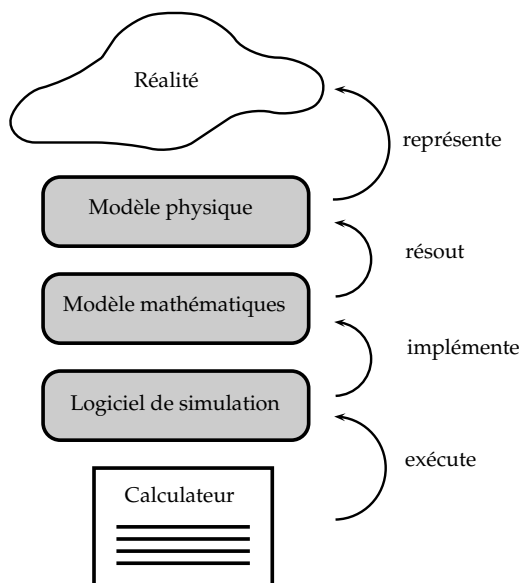 Réalité
représente
Modèle physique
résout
Modèle mathématiques
implémente
Logiciel de simulation
exécute
Calculateur